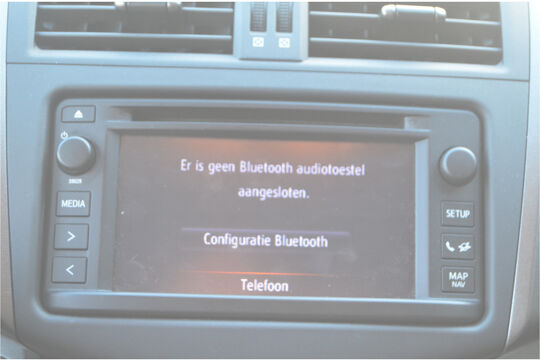 Er is geen Bluetooth audiotoestel
aangesloten.
MEDIA
Configuratie Bluetooth
SETUP
>
<
Telefoon
MAP
NAV